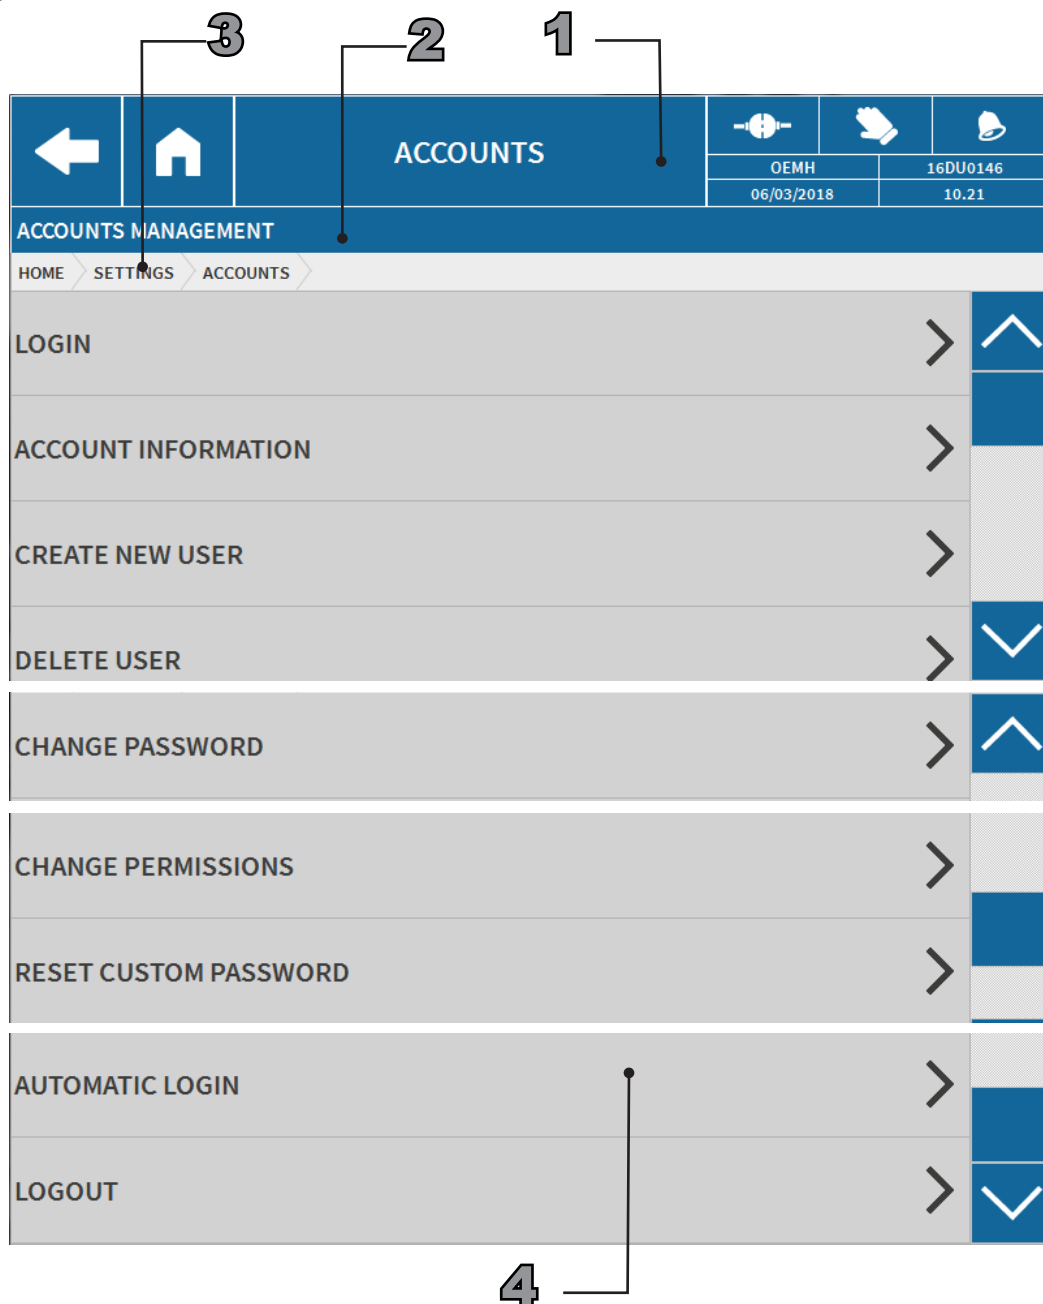 3 2 1
ACCOUNTS
OEMH 16DU0146
06/03/2018 10.21
ACCOUNTS MANAGEMENT
HOME SETTINGS ACCOUNTS
LOGIN
ACCOUNT INFORMATION
CREATE NEW USER
DELETE USER
CHANGE PASSWORD
CHANGE PERMISSIONS
RESET CUSTOM PASSWORD
AUTOMATIC LOGIN
LOGOUT
4